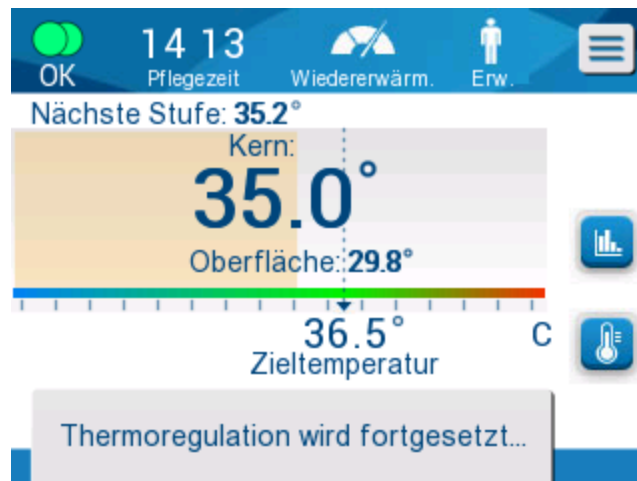 OK
14 13
Pflegezeit
Wiedererwärm.
Erw.
Nächste Stufe: 35.2°
Kern:
35.0°
Oberfläche: 29.8°
36.5° C
Zieltemperatur
Thermoregulation wird fortgesetzt...